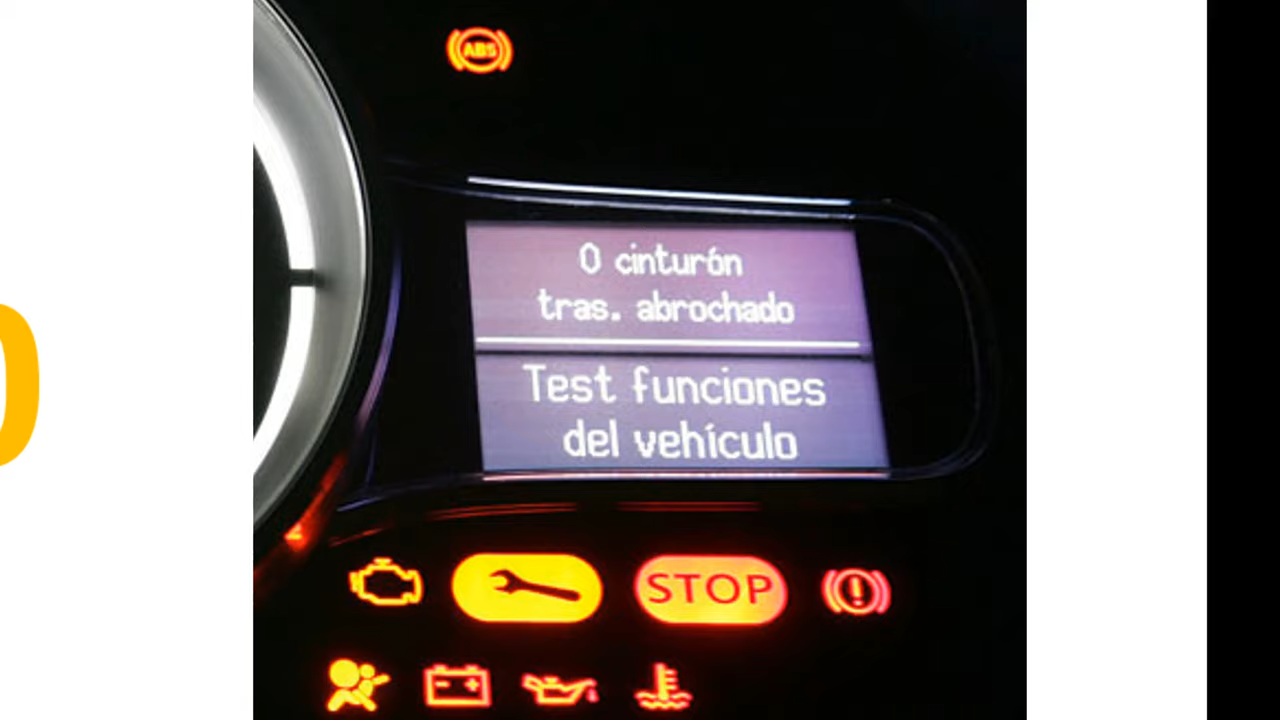 ABS
0 cinturón
tras. abrochado
Test funciones
del vehículo
STOP